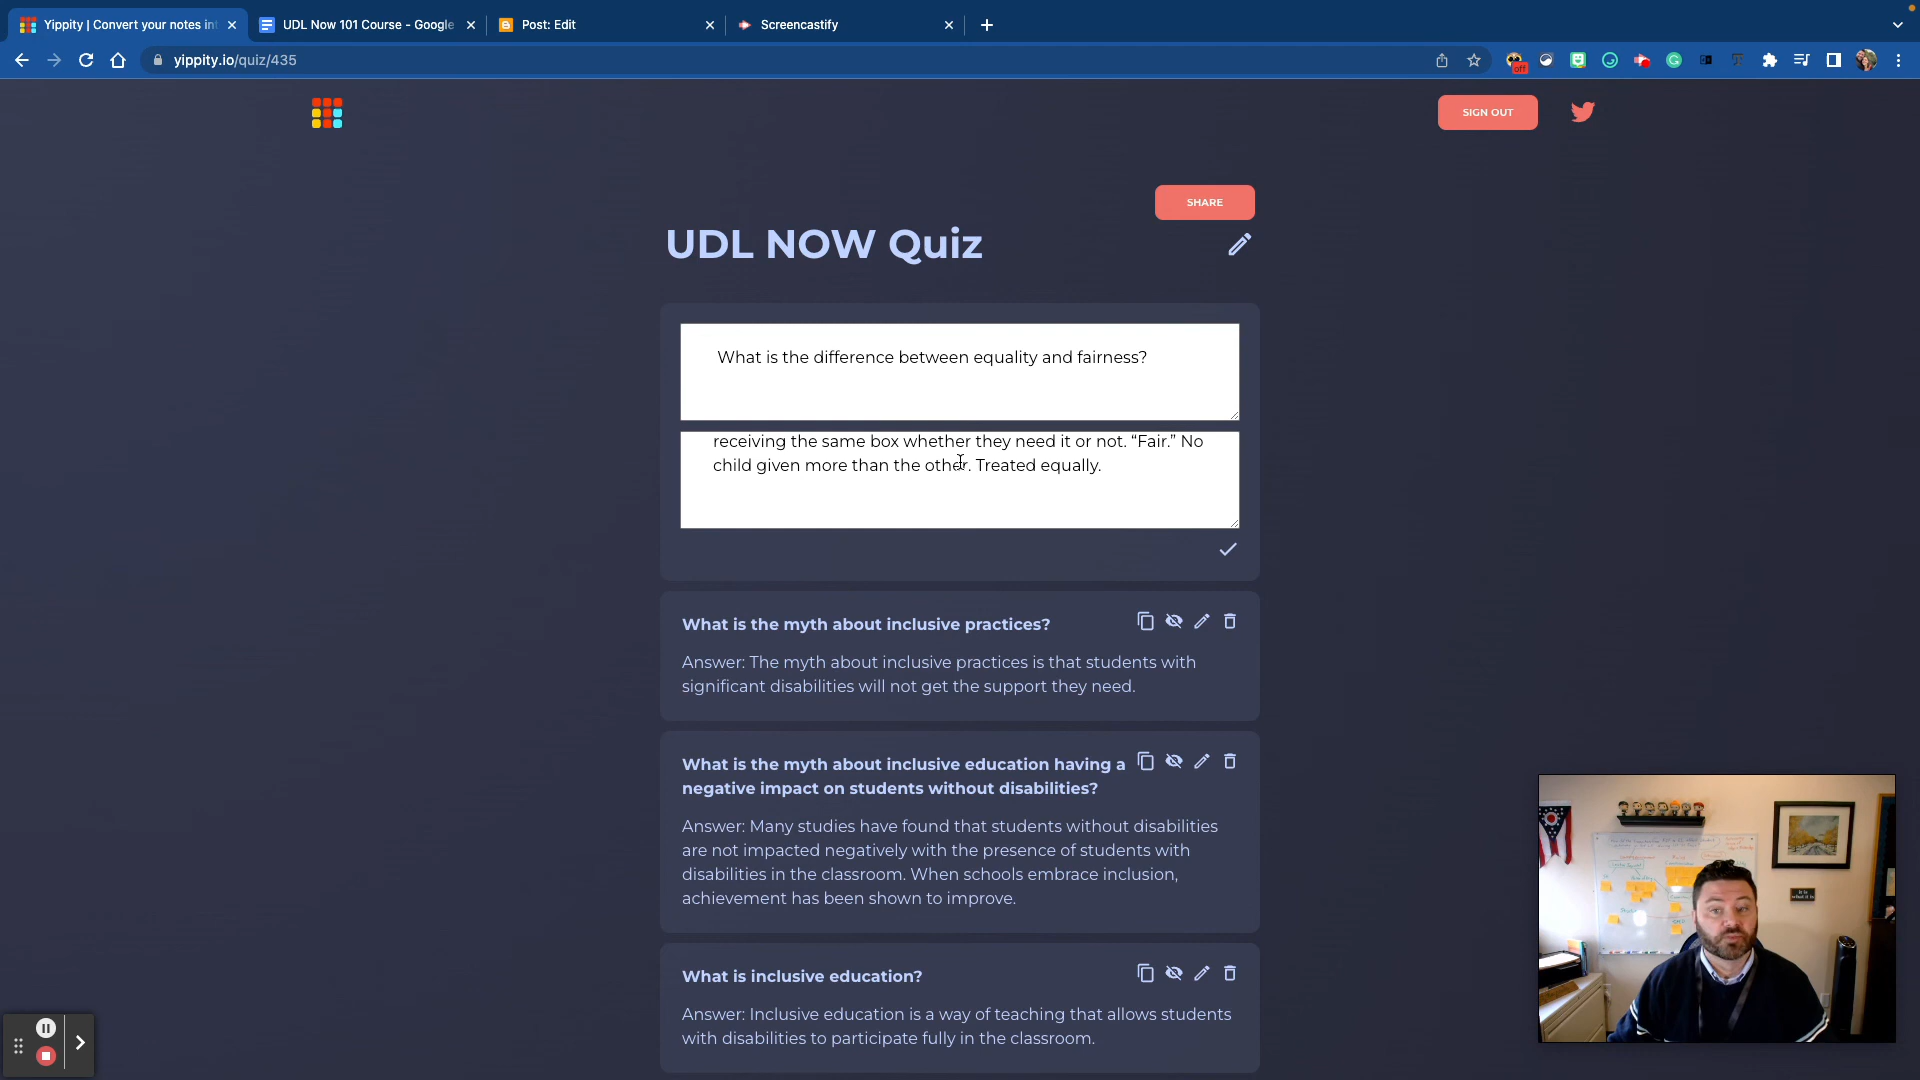 Yippity | Convert your notes int
UDL Now 101 Course - Google
Post: Edit
Screencastify
yippity.io/quiz/435
off
SIGN OUT
SHARE
UDL NOW Quiz
What is the difference between equality and fairness?
receiving the same box whether they need it or not. “Fair.” No
child given more than the other. Treated equally.
What is the myth about inclusive practices?
Answer: The myth about inclusive practices is that students with
significant disabilities will not get the support they need.
What is the myth about inclusive education having a
negative impact on students without disabilities?
Answer: Many studies have found that students without disabilities
are not impacted negatively with the presence of students with
disabilities in the classroom. When schools embrace inclusion,
achievement has been shown to improve.
What is inclusive education?
Answer: Inclusive education is a way of teaching that allows students
with disabilities to participate fully in the classroom.